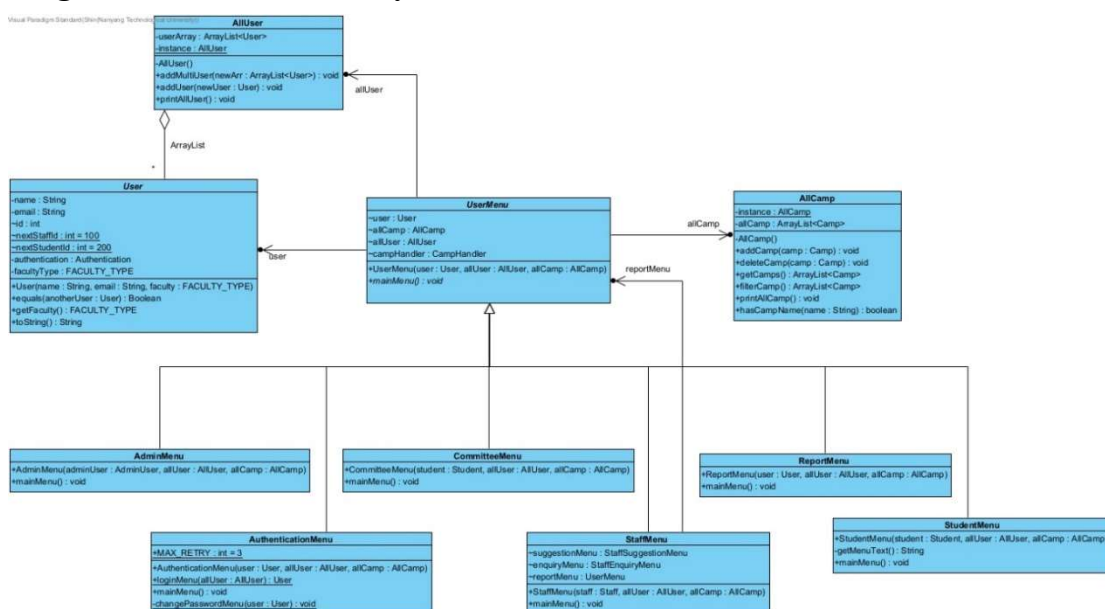 Visual Paradigm Standard(Shin(Nanyang Technological University))
AllUser
-userArray : ArrayList<User>
-instance : AllUser
-AllUser()
+addMultiUser(newArr : ArrayList<User>) : void
+addUser(newUser : User) : void
+printAllUser() : void
allUser
ArrayList
*
User
-name : String
-email : String
~id : int
~nextStaffId : int = 100
~nextStudentId : int = 200
-authentication : Authentication
-facultyType : FACULTY_TYPE
+User(name : String, email : String, faculty : FACULTY_TYPE)
+equals(anotherUser : User) : Boolean
+getFaculty() : FACULTY_TYPE
+toString() : String
user
UserMenu
~user : User
~allCamp : AllCamp
~allUser : AllUser
~campHandler : CampHandler
+UserMenu(user : User, allUser : AllUser, allCamp : AllCamp)
+mainMenu() : void
allCamp
reportMenu
AllCamp
-instance : AllCamp
-allCamp : ArrayList<Camp>
-AllCamp()
+addCamp(camp : Camp) : void
+deleteCamp(camp : Camp) : void
+getCamps() : ArrayList<Camp>
+filterCamp() : ArrayList<Camp>
+printAllCamp() : void
+hasCampName(name : String) : boolean
AdminMenu
+AdminMenu(adminUser : AdminUser, allUser : AllUser, allCamp : AllCamp)
+mainMenu() : void
CommitteeMenu
+CommitteeMenu(student : Student, allUser : AllUser, allCamp : AllCamp)
+mainMenu() : void
ReportMenu
+ReportMenu(user : User, allUser : AllUser, allCamp : AllCamp)
+mainMenu() : void
AuthenticationMenu
+MAX_RETRY : int = 3
+AuthenticationMenu(user : User, allUser : AllUser, allCamp : AllCamp)
+loginMenu(allUser : AllUser) : User
+mainMenu() : void
-changePasswordMenu(user : User) : void
StaffMenu
~suggestionMenu : StaffSuggestionMenu
~enquiryMenu : StaffEnquiryMenu
~reportMenu : UserMenu
+StaffMenu(staff : Staff, allUser : AllUser, allCamp : AllCamp)
+mainMenu() : void
StudentMenu
+StudentMenu(student : Student, allUser : AllUser, allCamp : AllCamp)
-getMenuText() : String
+mainMenu() : void